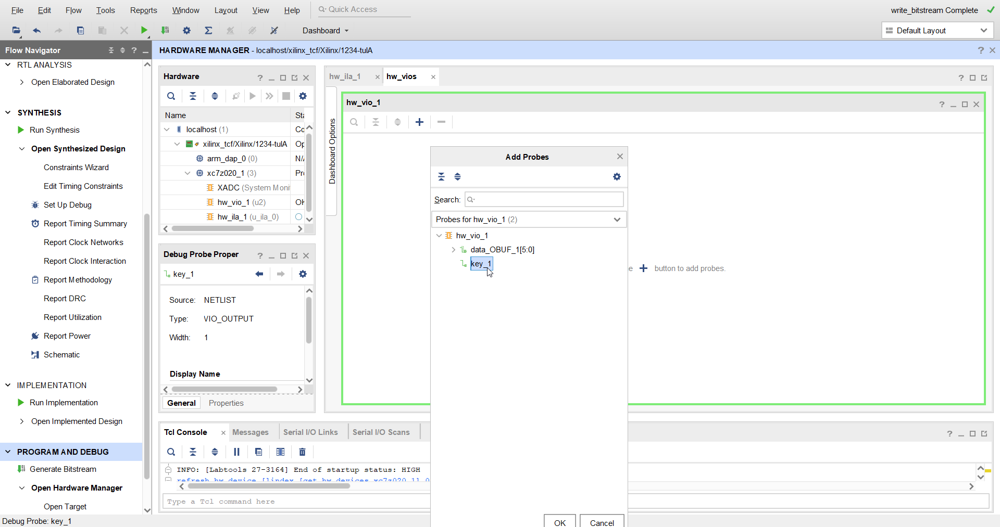 File Edit Flow Tools Reports Window Layout View Help Quick Access write_bitstream Complete
Dashboard Default Layout
Flow Navigator
HARDWARE MANAGER - localhost/xilinx_tcf/Xilinx/1234-tulA
RTL ANALYSIS
Open Elaborated Design
SYNTHESIS
Run Synthesis
Open Synthesized Design
Constraints Wizard
Edit Timing Constraints
Set Up Debug
Report Timing Summary
Report Clock Networks
Report Clock Interaction
Report Methodology
Report DRC
Report Utilization
Report Power
Schematic
IMPLEMENTATION
Run Implementation
Open Implemented Design
PROGRAM AND DEBUG
Generate Bitstream
Open Hardware Manager
Open Target
Hardware
Name Sta
localhost (1) Co
xilinx_tcf/Xilinx/1234-tulA Op
arm_dap_0 (0) N/A
xc7z020_1 (3) Pro
XADC (System Moni
hw_vio_1 (u2) OK
hw_ila_1 (u_ila_0)
Debug Probe Proper
key_1
Source: NETLIST
Type: VIO_OUTPUT
Width: 1
Display Name
General Properties
hw_ila_1 hw_vios
Dashboard Options
hw_vio_1
button to add probes.
Add Probes
Search:
Probes for hw_vio_1 (2)
hw_vio_1
data_OBUF_1[5:0]
key_1
OK Cancel
Tcl Console Messages Serial I/O Links Serial I/O Scans
INFO: [Labtools 27-3164] End of startup status: HIGH
refresh_hw_device [lindex [get_hw_devices xc7z020_1] 0
Type a Tcl command here
Debug Probe: key_1